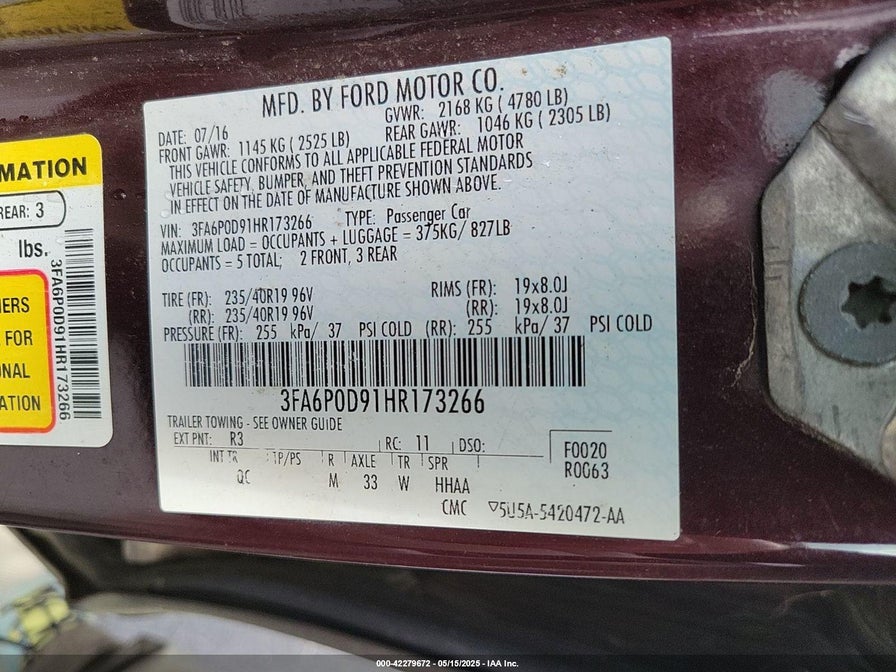 MFD. BY FORD MOTOR CO.
DATE: 07/16
GVWR: 2168 KG ( 4780 LB)
FRONT GAWR: 1145 KG ( 2525 LB)
REAR GAWR: 1046 KG ( 2305 LB)
THIS VEHICLE CONFORMS TO ALL APPLICABLE FEDERAL MOTOR
VEHICLE SAFETY, BUMPER, AND THEFT PREVENTION STANDARDS
IN EFFECT ON THE DATE OF MANUFACTURE SHOWN ABOVE.
VIN: 3FA6P0D91HR173266 TYPE: Passenger Car
MAXIMUM LOAD = OCCUPANTS + LUGGAGE = 375KG/ 827LB
OCCUPANTS = 5 TOTAL; 2 FRONT, 3 REAR
TIRE (FR): 235/40R19 96V RIMS (FR): 19x8.0J
(RR): 235/40R19 96V (RR): 19x8.0J
PRESSURE (FR): 255 kPa/ 37 PSI COLD (RR): 255 kPa/ 37 PSI COLD
3FA6P0D91HR173266
TRAILER TOWING - SEE OWNER GUIDE
EXT PNT: R3 RC: 11 DSO:
F0020
R0063
INT TR TP/PS R AXLE TR SPR
QC M 33 W HHAA
CMC 5U5A-5420472-AA
MATION
REAR: 3
lbs.
3FA6P0D91HR173266
IERS
FOR
NAL
ATION
000-42279672 - 05/15/2025 - IAA Inc.